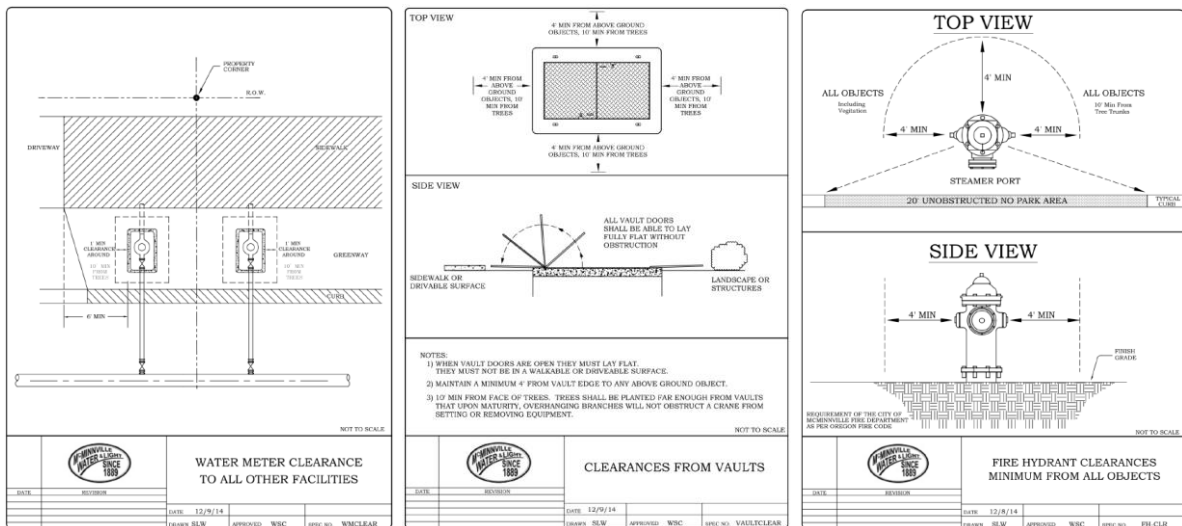 PROPERTY
CORNER
R.O.W.
DRIVEWAY
SIDEWALK
1' MIN
CLEARANCE
AROUND
10' MIN
FROM
TREES
1' MIN
CLEARANCE
AROUND
10' MIN
FROM
TREES
GREENWAY
CURB
6' MIN
NOT TO SCALE
McMINNVILLE
WATER & LIGHT
SINCE
1889
WATER METER CLEARANCE
TO ALL OTHER FACILITIES
DATE REVISION
DATE 12/9/14
DRAWN SLW APPROVED WSC SPEC NO. WMCLEAR
TOP VIEW
4' MIN FROM ABOVE GROUND
OBJECTS, 10' MIN FROM TREES
4' MIN
FROM
ABOVE
GROUND
OBJECTS, 10'
MIN FROM
TREES
4' MIN
FROM
ABOVE
GROUND
OBJECTS, 10'
MIN FROM
TREES
4' MIN FROM ABOVE GROUND
OBJECTS, 10' MIN FROM TREES
SIDE VIEW
ALL VAULT DOORS
SHALL BE ABLE TO LAY
FULLY FLAT WITHOUT
OBSTRUCTION
SIDEWALK OR
DRIVABLE SURFACE
LANDSCAPE OR
STRUCTURES
NOTES:
1) WHEN VAULT DOORS ARE OPEN THEY MUST LAY FLAT.
THEY MUST NOT BE IN A WALKABLE OR DRIVEABLE SURFACE.
2) MAINTAIN A MINIMUM 4' FROM VAULT EDGE TO ANY ABOVE GROUND OBJECT.
3) 10' MIN FROM FACE OF TREES. TREES SHALL BE PLANTED FAR ENOUGH FROM VAULTS
THAT UPON MATURITY, OVERHANGING BRANCHES WILL NOT OBSTRUCT A CRANE FROM
SETTING OR REMOVING EQUIPMENT.
NOT TO SCALE
McMINNVILLE
WATER & LIGHT
SINCE
1889
CLEARANCES FROM VAULTS
DATE REVISION
DATE 12/9/14
DRAWN SLW APPROVED WSC SPEC NO. VAULTCLEAR
TOP VIEW
4' MIN
ALL OBJECTS
Including
Vegitation
ALL OBJECTS
10' Min From
Tree Trunks
4' MIN
4' MIN
STEAMER PORT
20' UNOBSTRUCTED NO PARK AREA
TYPICAL
CURB
SIDE VIEW
4' MIN
4' MIN
FINISH
GRADE
REQUIREMENT OF THE CITY OF
MCMINNVILLE FIRE DEPARTMENT
AS PER OREGON FIRE CODE
NOT TO SCALE
McMINNVILLE
WATER & LIGHT
SINCE
1889
FIRE HYDRANT CLEARANCES
MINIMUM FROM ALL OBJECTS
DATE REVISION
DATE 12/8/14
DRAWN SLW APPROVED WSC SPEC NO. FH-CLR